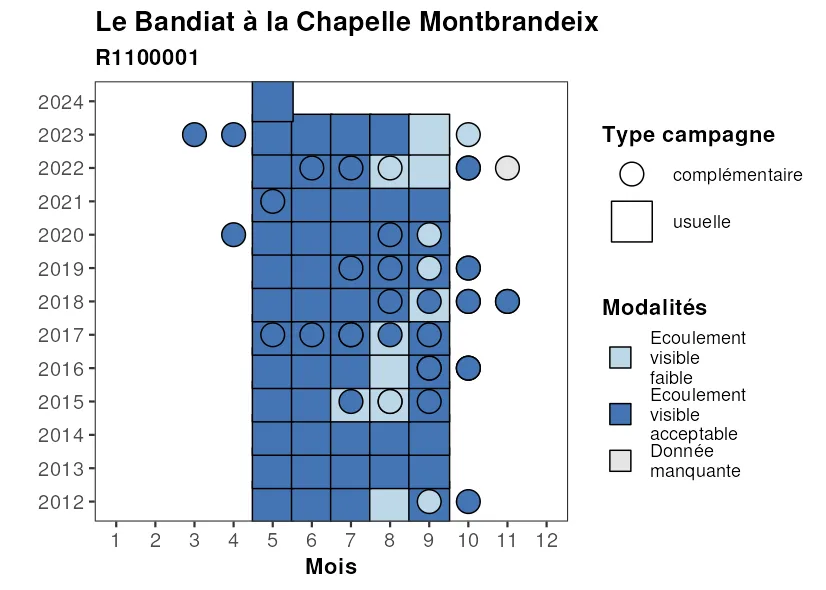 Le Bandiat à la Chapelle Montbrandeix
R1100001
2024
2023
2022
2021
2020
2019
2018
2017
2016
2015
2014
2013
2012
1 2 3 4 5 6 7 8 9 10 11 12
Mois
Type campagne
complémentaire
usuelle
Modalités
Ecoulement
visible
faible
Ecoulement
visible
acceptable
Donnée
manquante